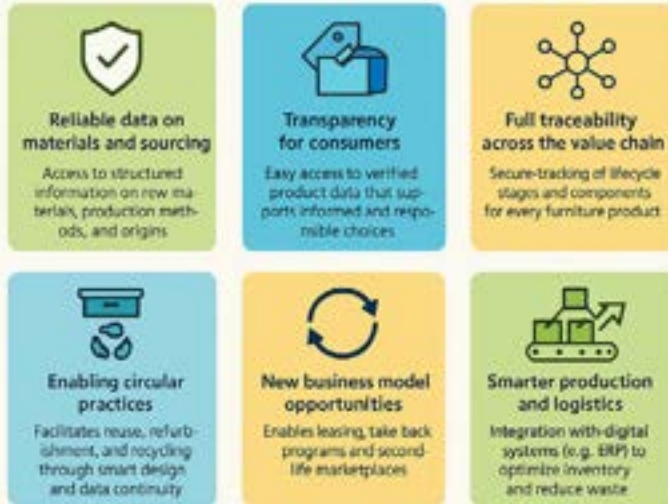 Reliable data on
materials and sourcing
Access to structured
information on rew ma-
terials, production meth-
ods, and origins
Transparency
for consumers
Easy access to verified
product data that sup-
ports informed and respo-
nsible choices
Full traceability
across the value chain
Secure-tracking of lifecycle
stages and components
for every furniture product
Enabling circular
practices
Facilitates reuse, refurb-
ishment, and recycling
through smart design
and data continuity
New business model
opportunities
Enables leasing, take back
programs and second-
life marketplaces
Smarter production
and logistics
Integration with-digital
systems (e.g. ERP) to
optimize inventory
and reduce waste